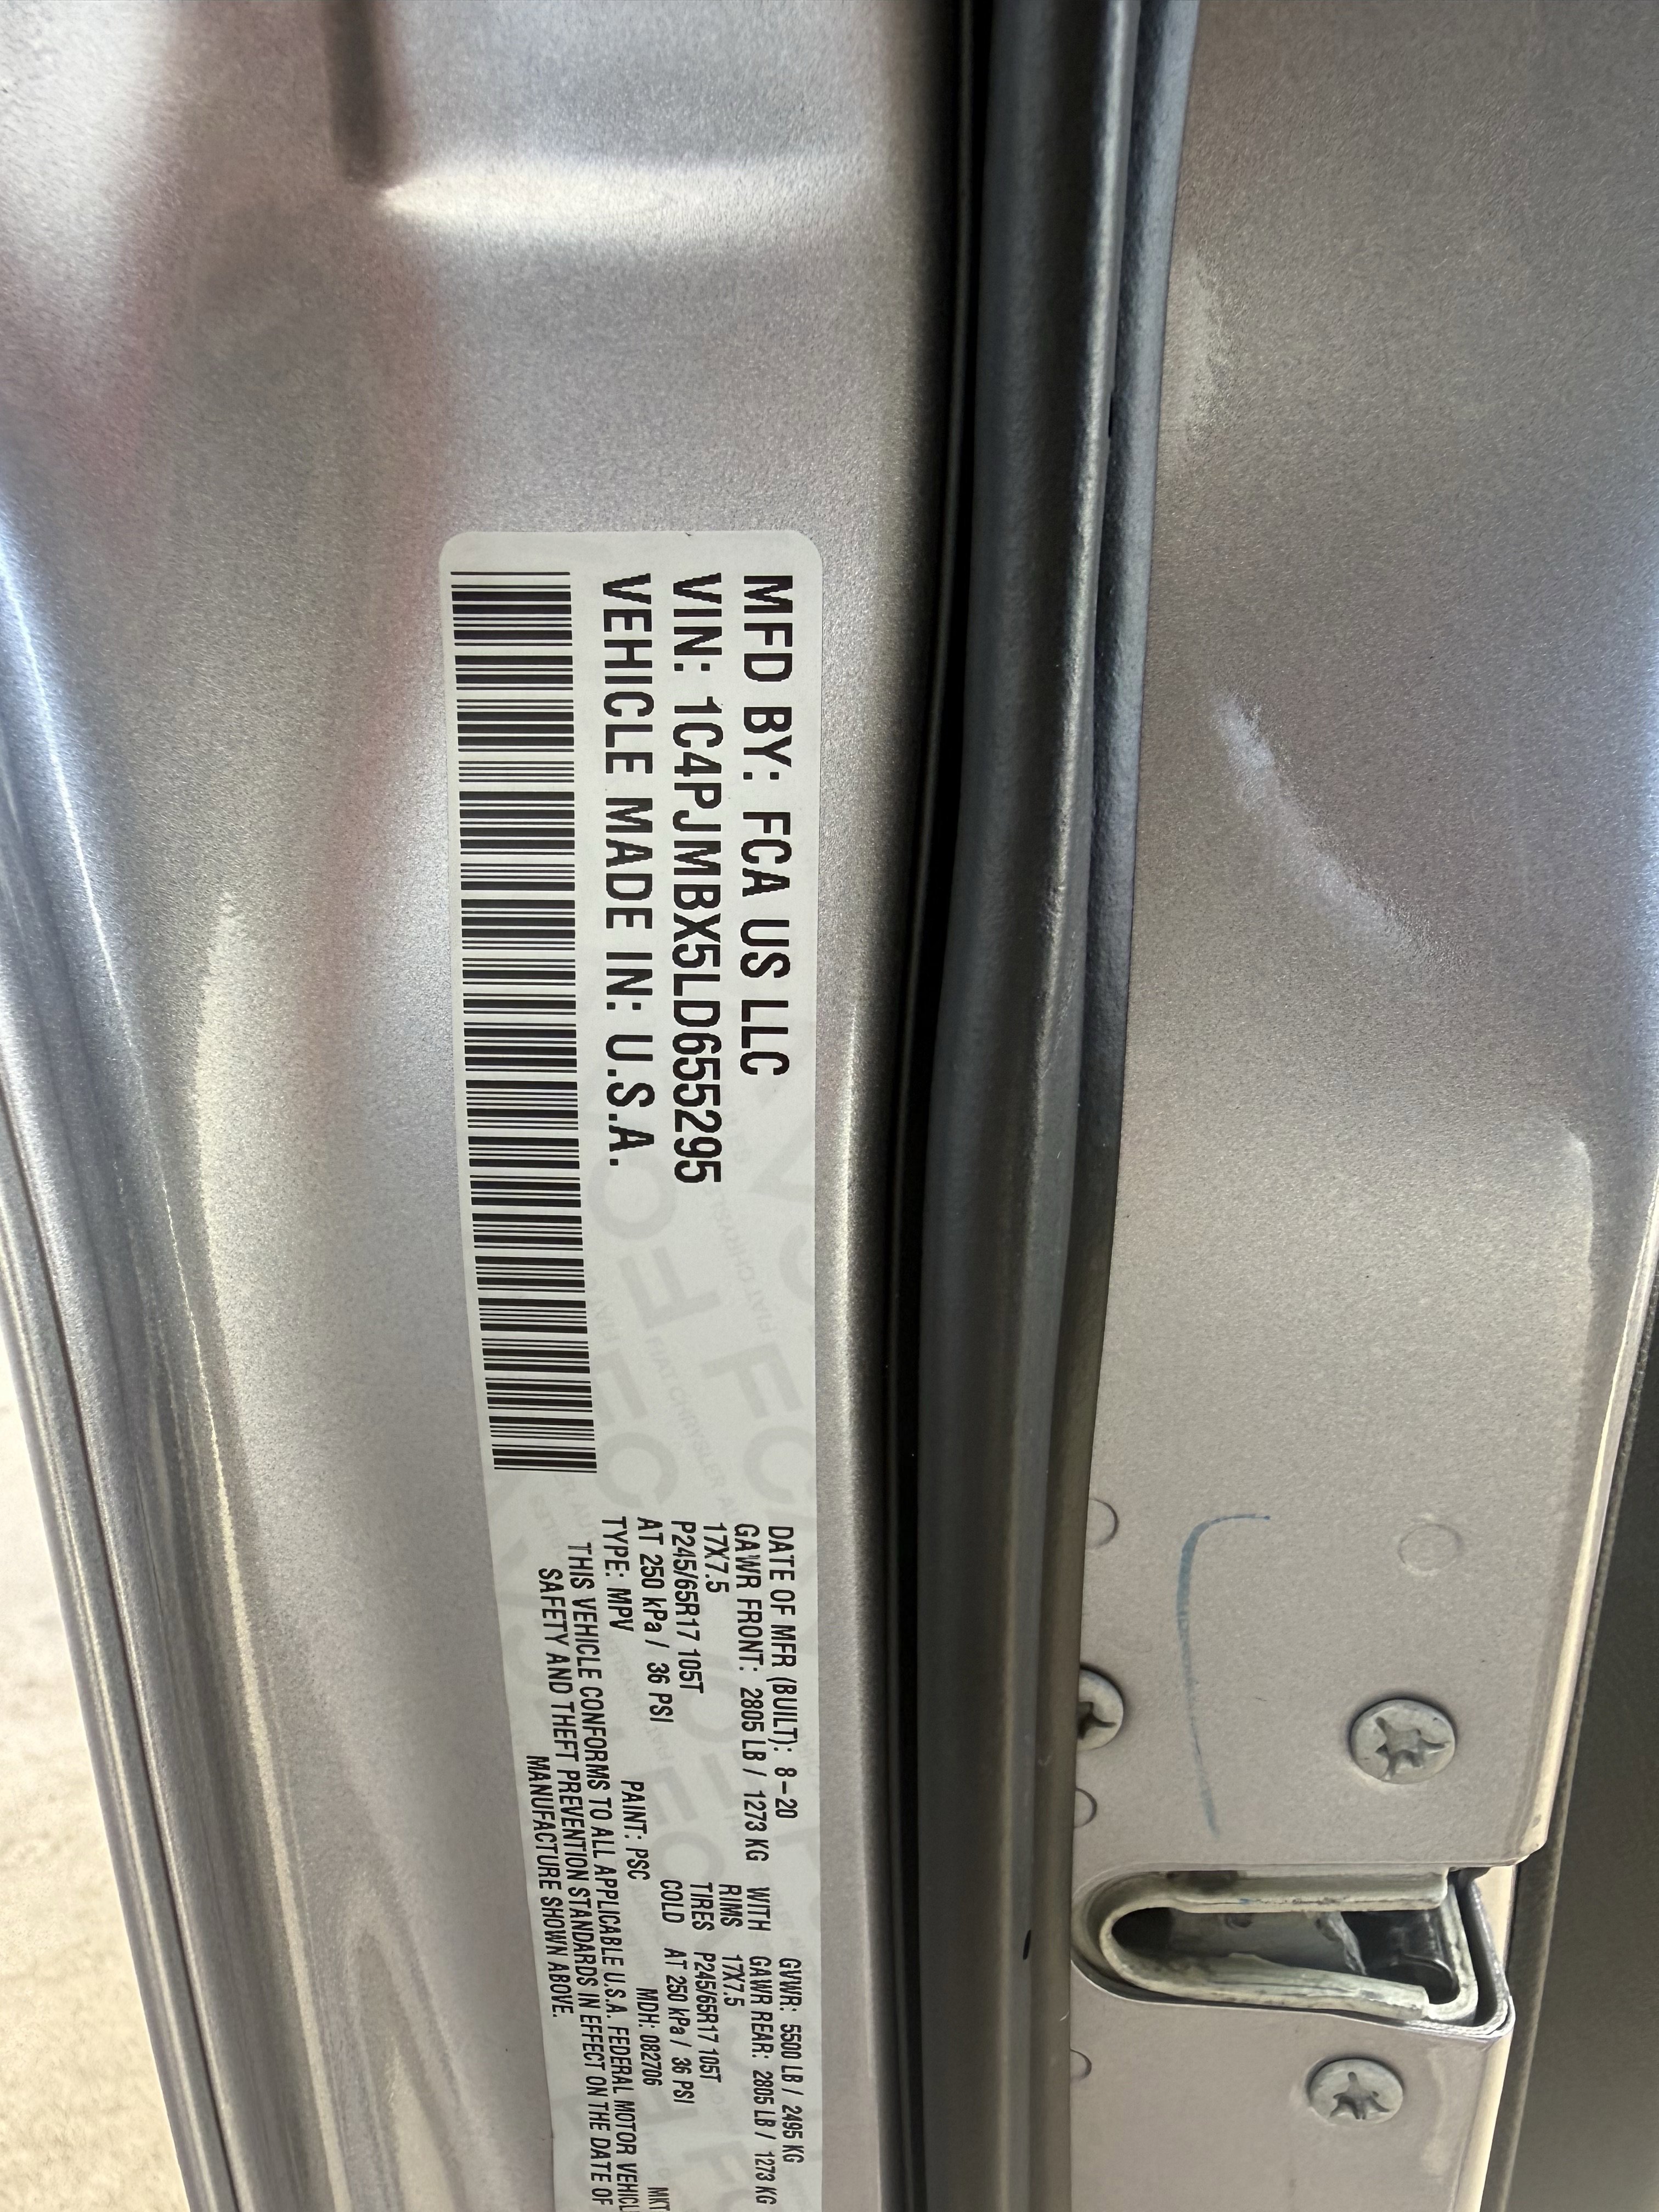 MFD BY: FCA US LLC
VIN: 1C4PJMBX5LD655295
VEHICLE MADE IN: U.S.A.
DATE OF MFR (BUILT): 8-20 GVWR: 5500 LB / 2495 KG
GAWR FRONT: 2805 LB / 1273 KG WITH GAWR REAR: 2805 LB / 1273 KG
17X7.5 RIMS 17X7.5
P245/65R17 105T TIRES P245/65R17 105T
AT 250 kPa / 36 PSI COLD AT 250 kPa / 36 PSI
TYPE: MPV PAINT: PSC MDH: 082706 MKT
THIS VEHICLE CONFORMS TO ALL APPLICABLE U.S.A. FEDERAL MOTOR VEHICL
SAFETY AND THEFT PREVENTION STANDARDS IN EFFECT ON THE DATE OF
MANUFACTURE SHOWN ABOVE.